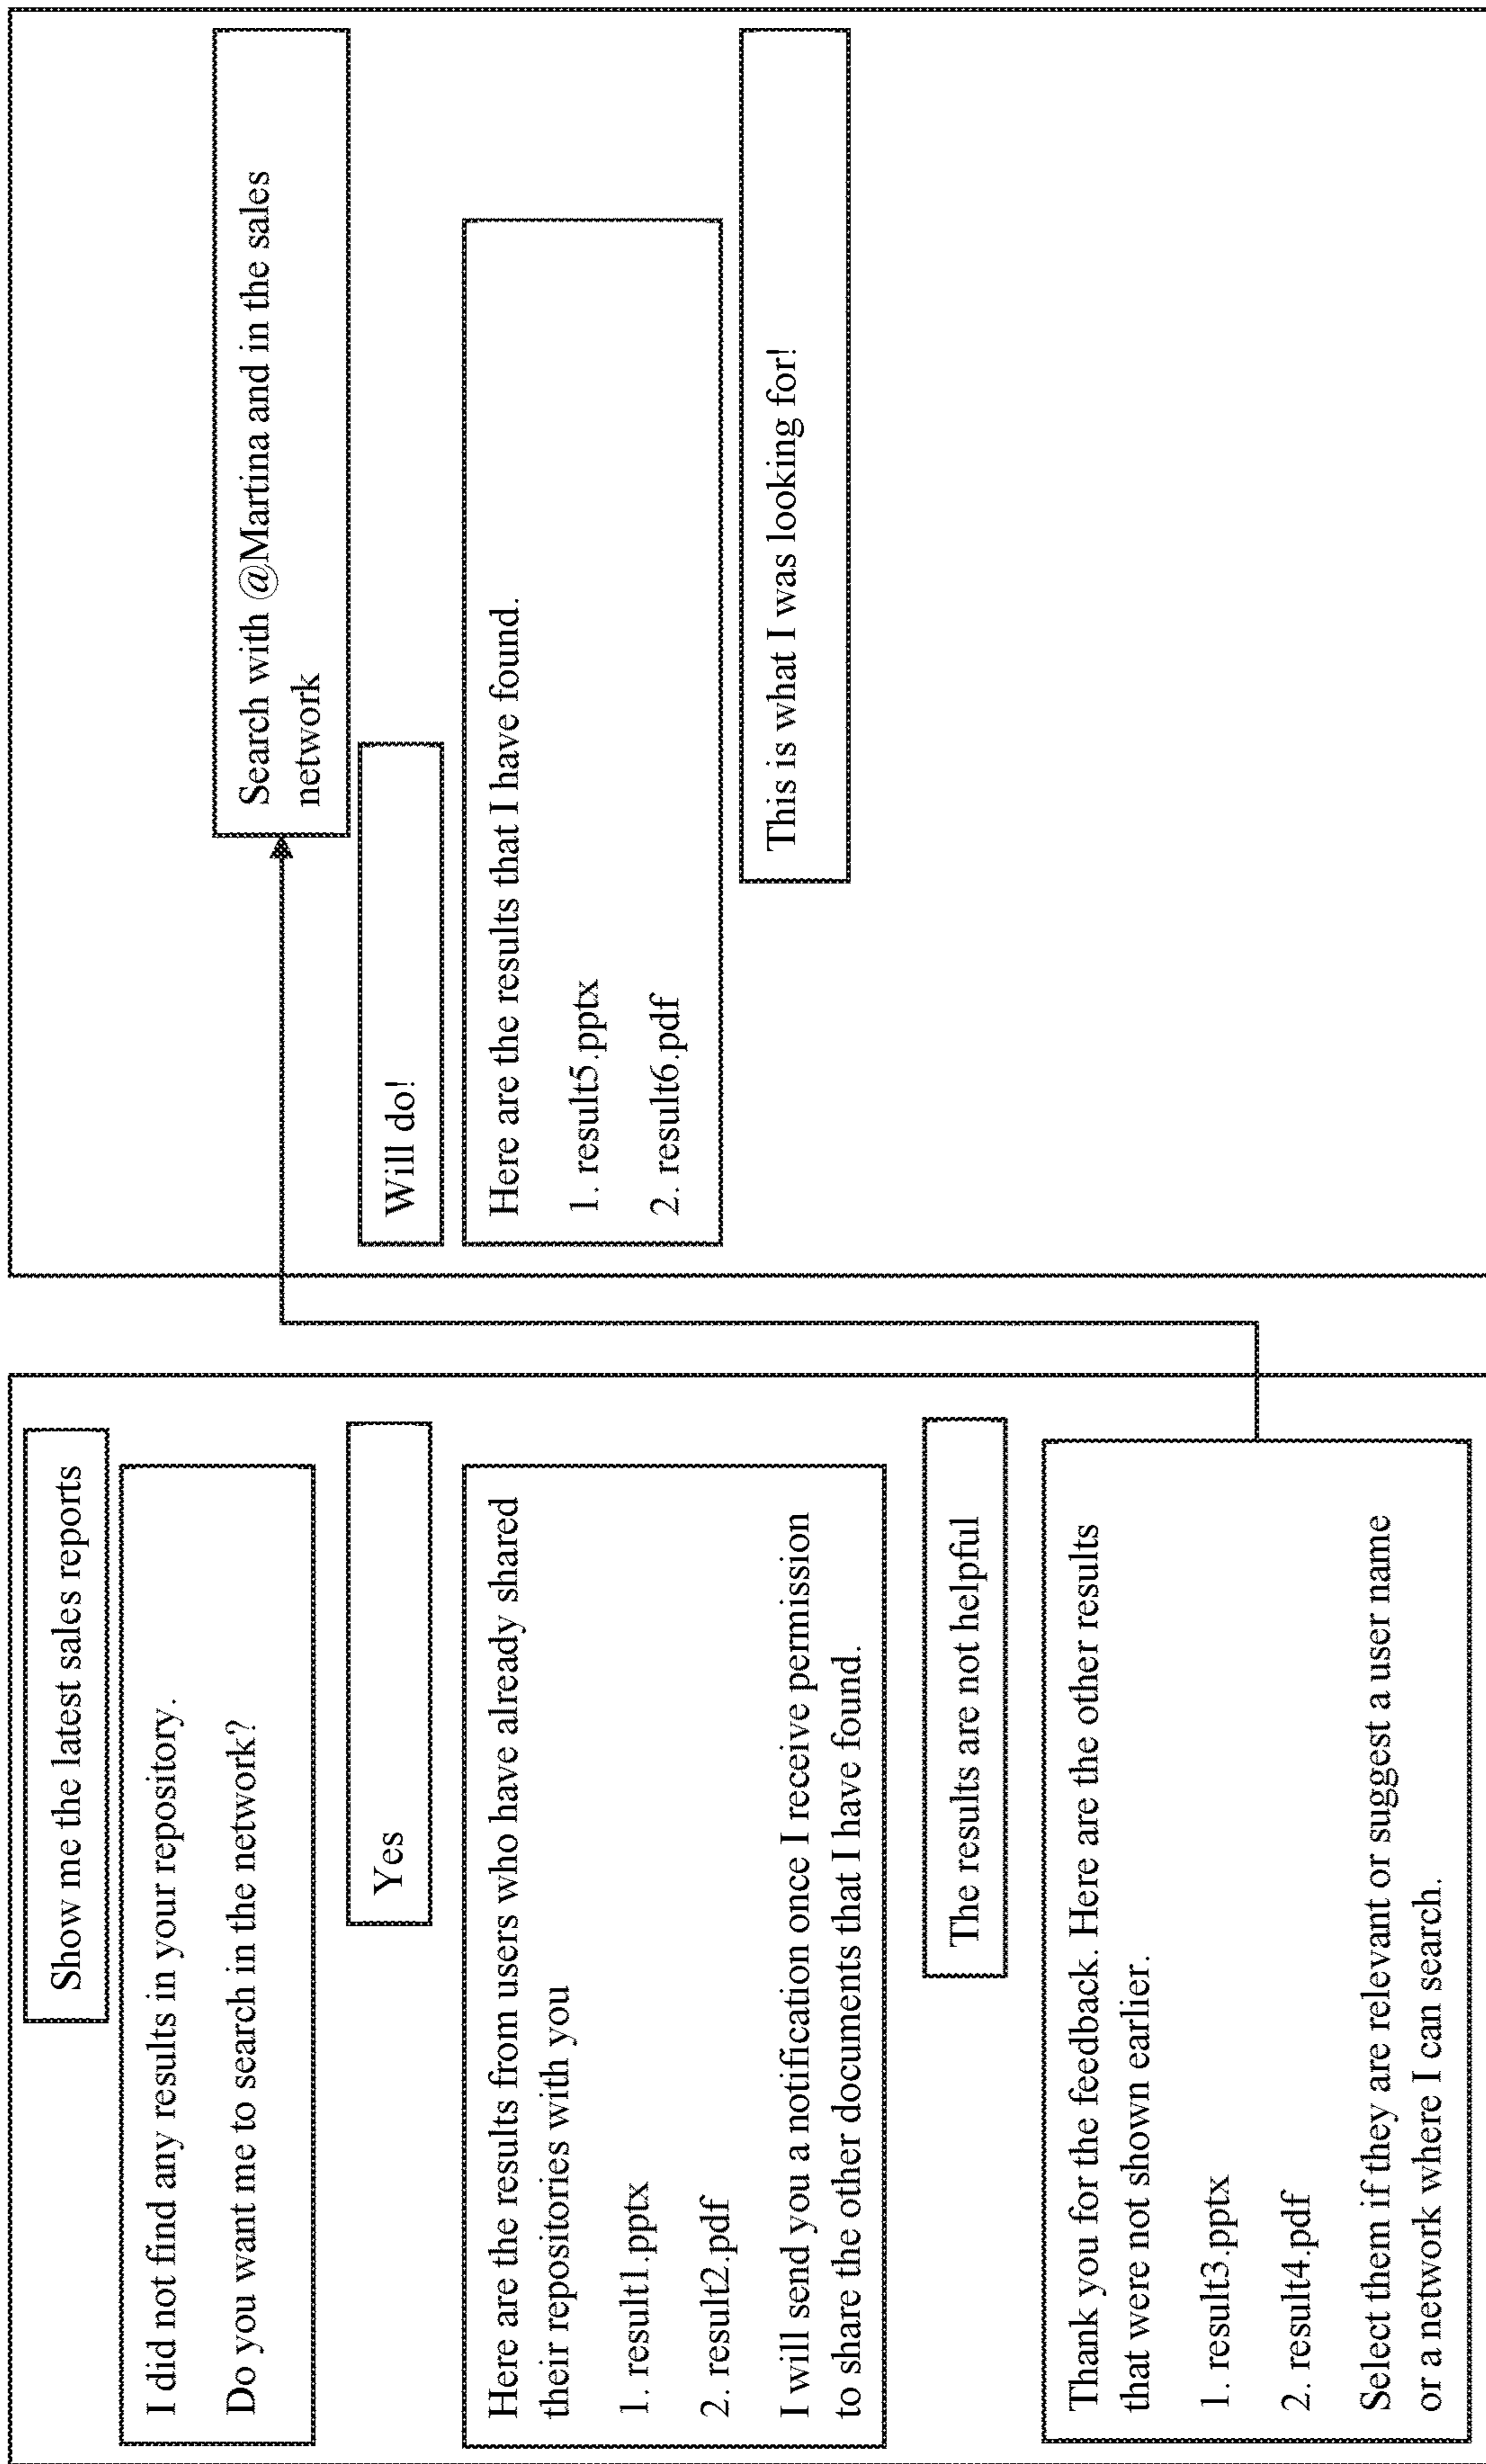 Show me the latest sales reports
I did not find any results in your repository.
Do you want me to search in the network?
Yes
Here are the results from users who have already shared
their repositories with you
1. result1.pptx
2. result2.pdf
I will send you a notification once I receive permission
to share the other documents that I have found.
The results are not helpful
Thank you for the feedback. Here are the other results
that were not shown earlier.
1. result3.pptx
2. result4.pdf
Select them if they are relevant or suggest a user name
or a network where I can search.
Search with @Martina and in the sales
network
Will do!
Here are the results that I have found.
1. result5.pptx
2. result6.pdf
This is what I was looking for!